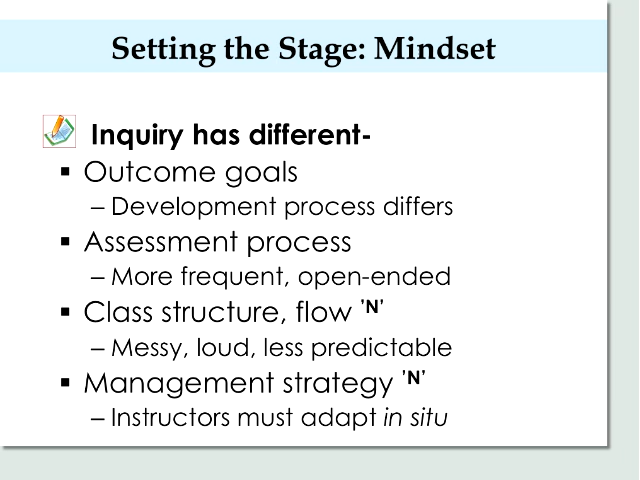 Setting the Stage: Mindset
Inquiry has different-
▪ Outcome goals
– Development process differs
▪ Assessment process
– More frequent, open-ended
▪ Class structure, flow 'N'
– Messy, loud, less predictable
▪ Management strategy 'N'
– Instructors must adapt in situ